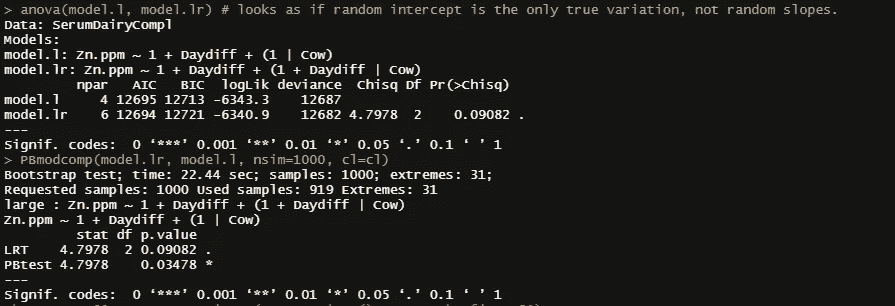 > anova(model.l, model.lr) # looks as if random intercept is the only true variation, not random slopes.
Data: SerumDairyCompl
Models:
model.l: Zn.ppm ~ 1 + Daydiff + (1 | Cow)
model.lr: Zn.ppm ~ 1 + Daydiff + (1 + Daydiff | Cow)
npar AIC BIC logLik deviance Chisq Df Pr(>Chisq)
model.l 4 12695 12713 -6343.3 12687
model.lr 6 12694 12721 -6340.9 12682 4.7978 2 0.09082 .
---
Signif. codes: 0 ‘***’ 0.001 ‘**’ 0.01 ‘*’ 0.05 ‘.’ 0.1 ‘ ’ 1
> PBmodcomp(model.lr, model.l, nsim=1000, cl=cl)
Bootstrap test; time: 22.44 sec; samples: 1000; extremes: 31;
Requested samples: 1000 Used samples: 919 Extremes: 31
large : Zn.ppm ~ 1 + Daydiff + (1 + Daydiff | Cow)
Zn.ppm ~ 1 + Daydiff + (1 | Cow)
stat df p.value
LRT 4.7978 2 0.09082 .
PBtest 4.7978 0.03478 *
---
Signif. codes: 0 ‘***’ 0.001 ‘**’ 0.01 ‘*’ 0.05 ‘.’ 0.1 ‘ ’ 1